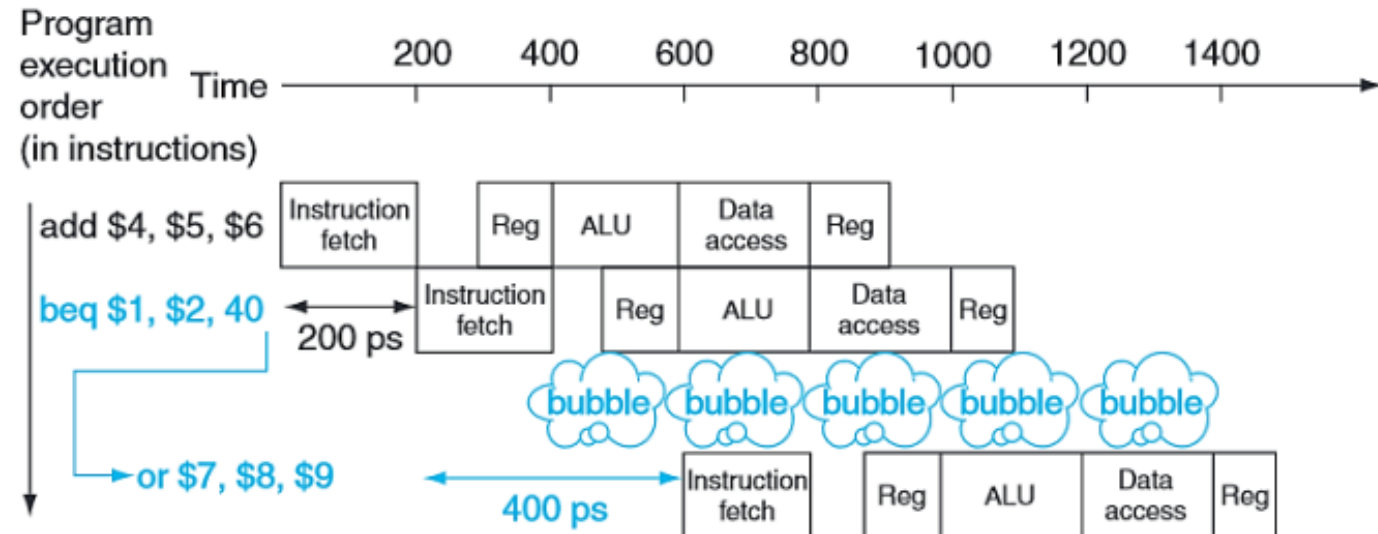 Program
execution
order
(in instructions)
Time
200 400 600 800 1000 1200 1400
add $4, $5, $6
Instruction
fetch
Reg
ALU
Data
access
Reg
beq $1, $2, 40
200 ps
Instruction
fetch
Reg
ALU
Data
access
Reg
bubble bubble bubble bubble bubble
or $7, $8, $9
400 ps
Instruction
fetch
Reg
ALU
Data
access
Reg